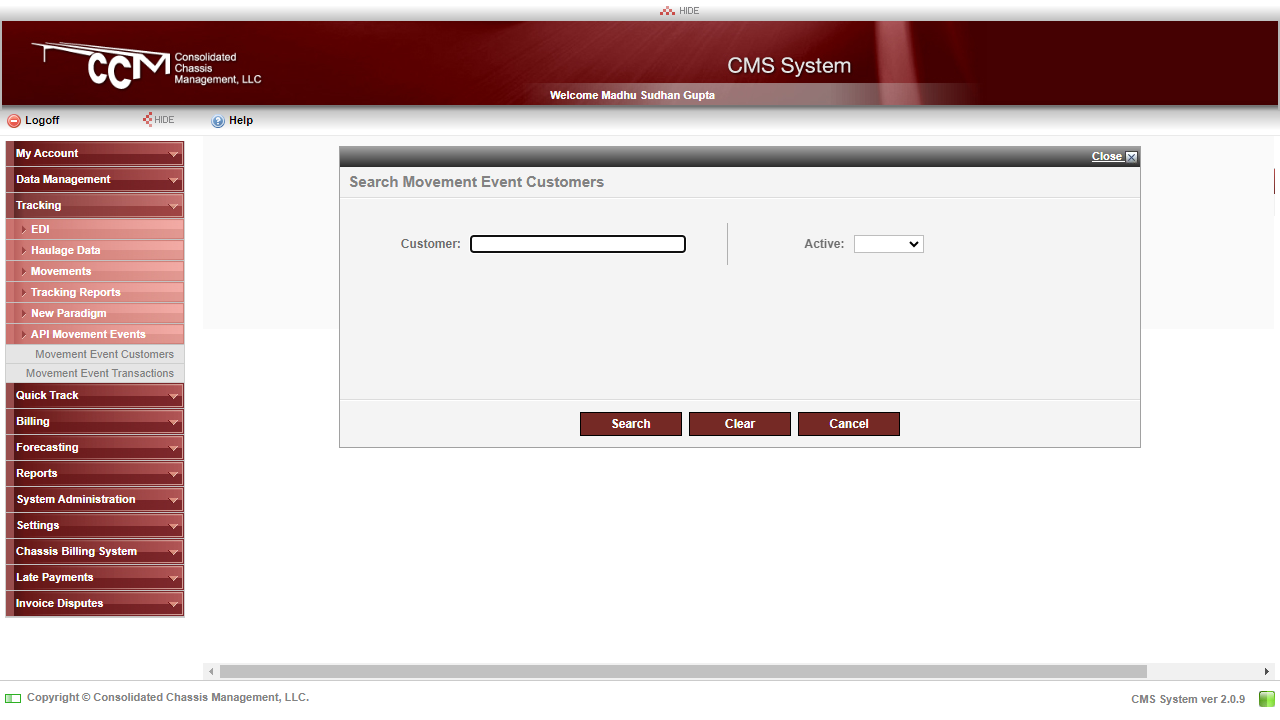 HIDE
CCM Consolidated
Chassis
Management, LLC
CMS System
Welcome Madhu Sudhan Gupta
Logoff
HIDE
Help
My Account
Data Management
Tracking
EDI
Haulage Data
Movements
Tracking Reports
New Paradigm
API Movement Events
Movement Event Customers
Movement Event Transactions
Quick Track
Billing
Forecasting
Reports
System Administration
Settings
Chassis Billing System
Late Payments
Invoice Disputes
Close
Search Movement Event Customers
Customer:
Active:
Search Clear Cancel
Copyright © Consolidated Chassis Management, LLC.
CMS System ver 2.0.9